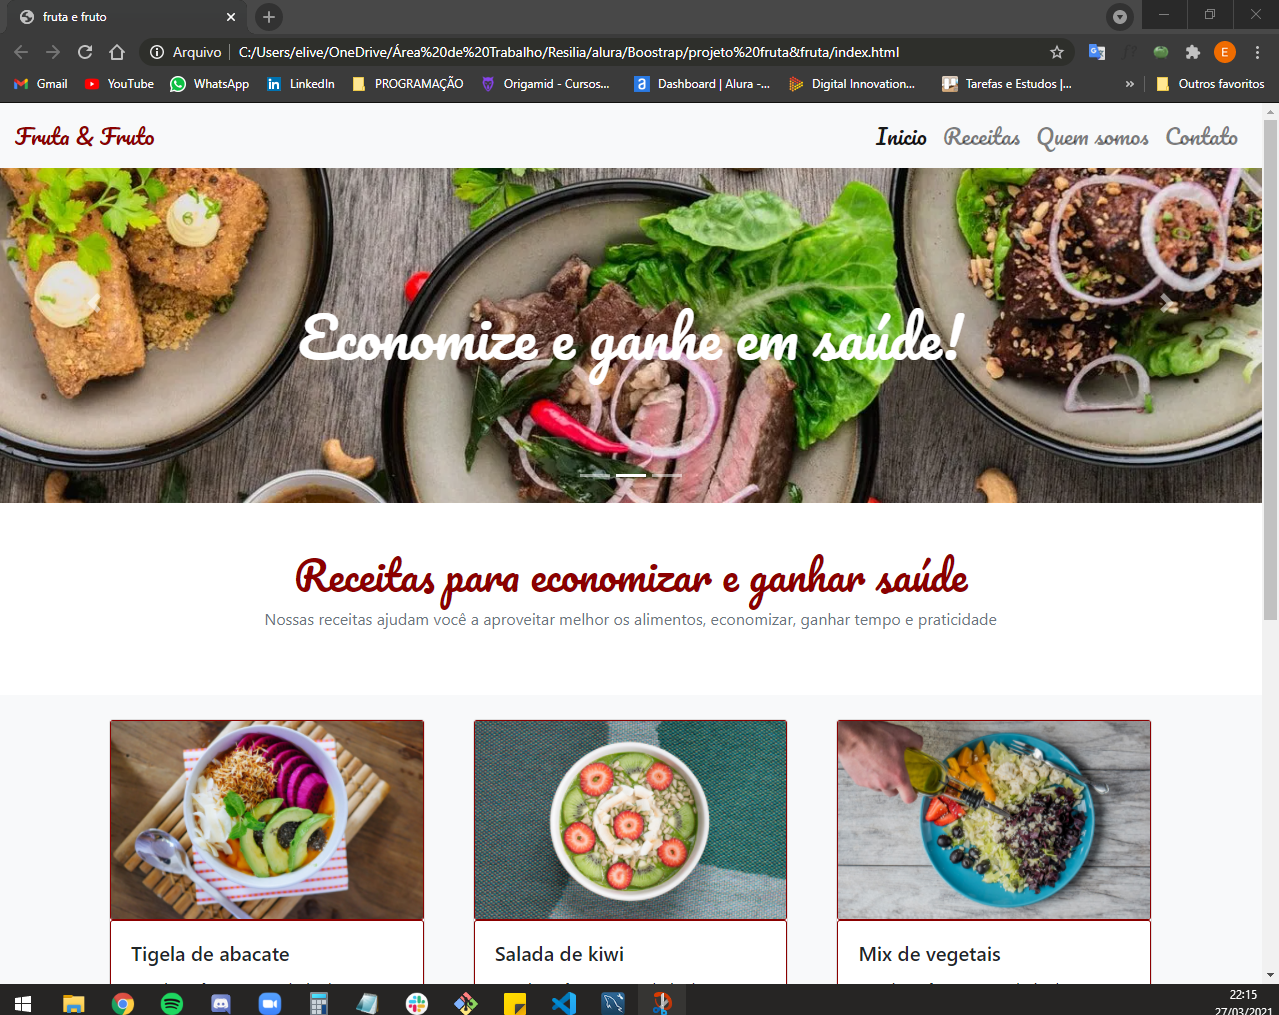 fruta e fruto
Arquivo
C:/Users/elive/OneDrive/Área%20de%20Trabalho/Resilia/alura/Boostrap/projeto%20fruta&fruta/index.html
E
Gmail
YouTube
WhatsApp
LinkedIn
PROGRAMAÇÃO
Origamid - Cursos...
Dashboard | Alura -...
Digital Innovation...
Tarefas e Estudos |...
»
Outros favoritos
Fruta & Fruto
Inicio Receitas Quem somos Contato
Economize e ganhe em saúde!
Receitas para economizar e ganhar saúde
Nossas receitas ajudam você a aproveitar melhor os alimentos, economizar, ganhar tempo e praticidade
Tigela de abacate
Salada de kiwi
Mix de vegetais
22:15
27/03/2021